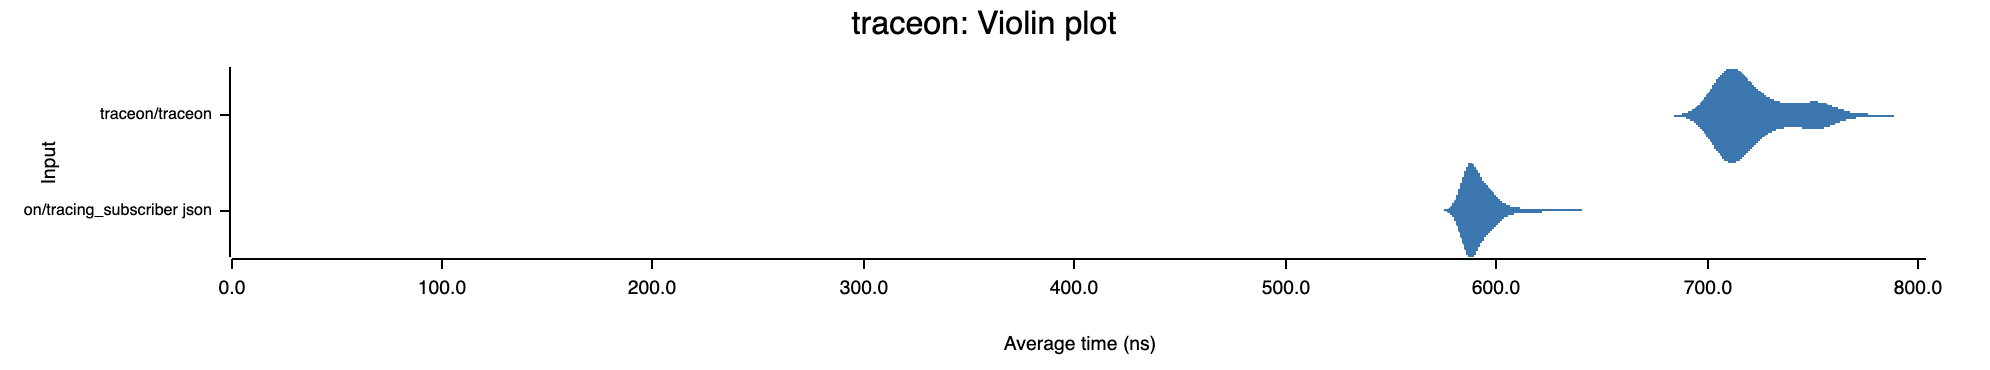 traceon: Violin plot
traceon/traceon
Input
on/tracing_subscriber json
0.0 100.0 200.0 300.0 400.0 500.0 600.0 700.0 800.0
Average time (ns)